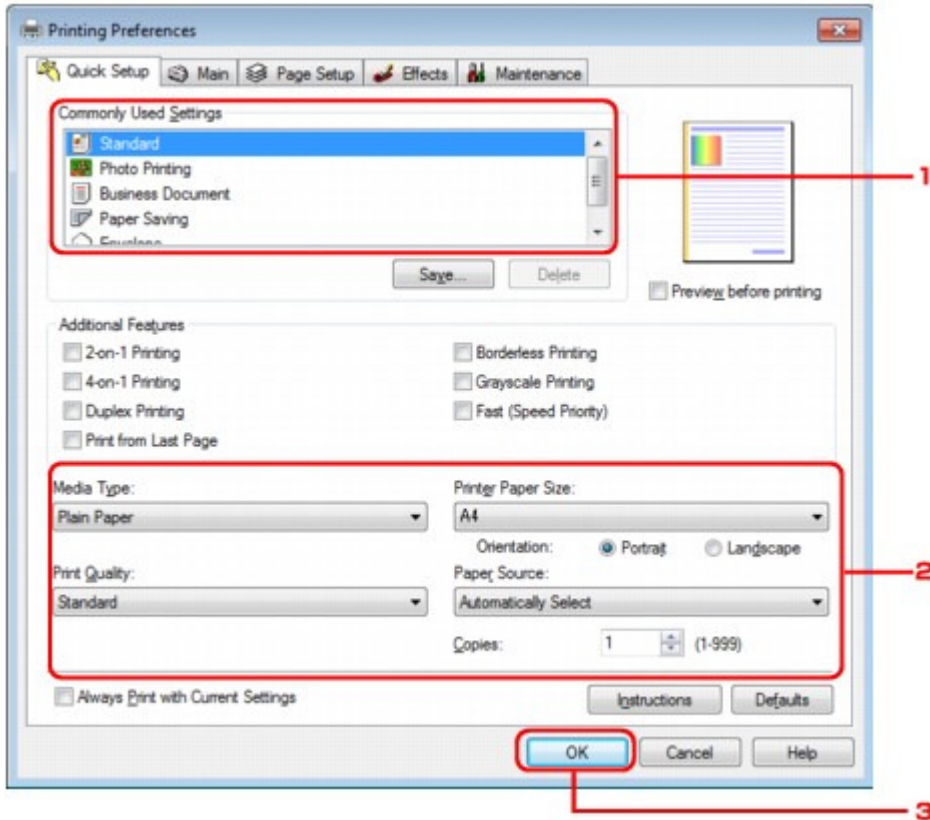 Printing Preferences
Quick Setup Main Page Setup Effects Maintenance
Commonly Used Settings
Standard
Photo Printing
Business Document
Paper Saving
Envelope
1
Save... Delete
Preview before printing
Additional Features
2-on-1 Printing Borderless Printing
4-on-1 Printing Grayscale Printing
Duplex Printing Fast (Speed Priority)
Print from Last Page
Media Type: Printer Paper Size:
Plain Paper A4
Orientation: Portrait Landscape
2
Print Quality: Paper Source:
Standard Automatically Select
Copies: 1 (1-999)
Always Print with Current Settings Instructions Defaults
OK Cancel Help
3